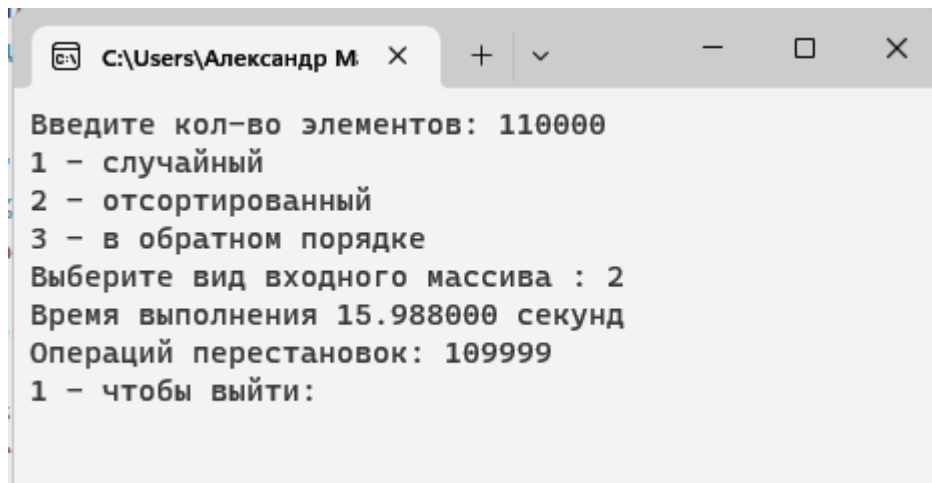 C:\Users\Александр М
Введите кол-во элементов: 110000
1 - случайный
2 - отсортированный
3 - в обратном порядке
Выберите вид входного массива : 2
Время выполнения 15.988000 секунд
Операций перестановок: 109999
1 - чтобы выйти: